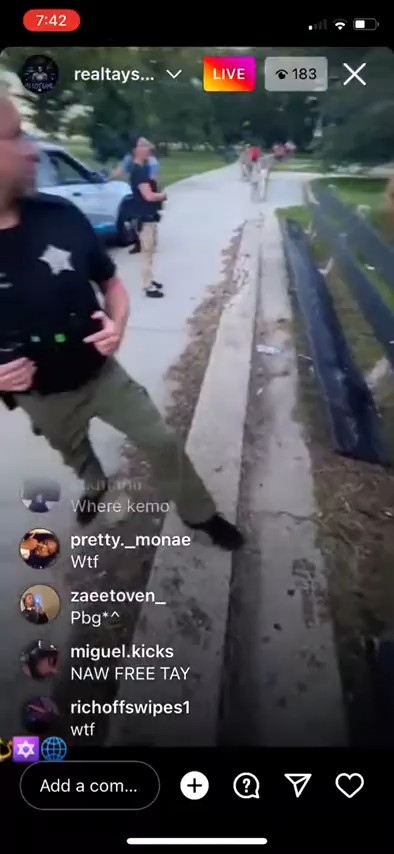 7:42
realtays...
LIVE
183
Where kemo
pretty._monae
Wtf
zaeetoven_
Pbg*^
miguel.kicks
NAW FREE TAY
richoffswipes1
wtf
Add a com...